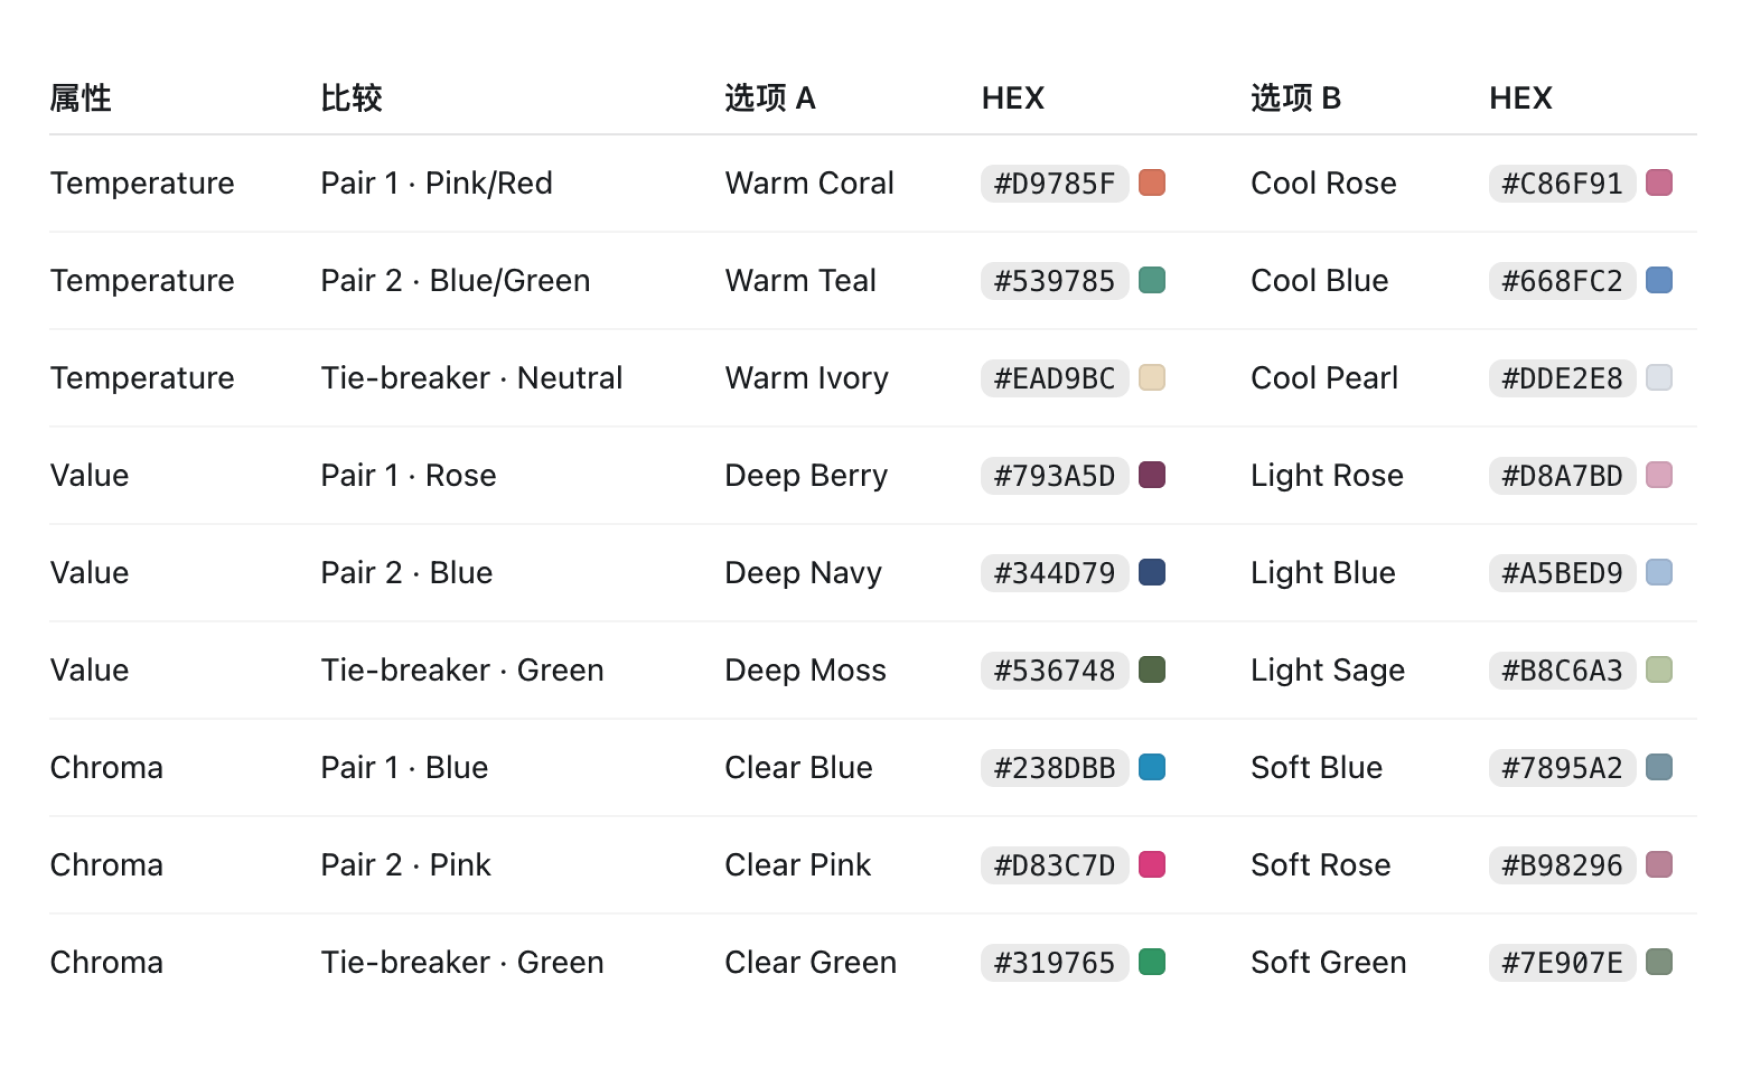 属性 比较 选项 A HEX 选项 B HEX
Temperature Pair 1 · Pink/Red Warm Coral #D9785F Cool Rose #C86F91
Temperature Pair 2 · Blue/Green Warm Teal #539785 Cool Blue #668FC2
Temperature Tie-breaker · Neutral Warm Ivory #EAD9BC Cool Pearl #DDE2E8
Value Pair 1 · Rose Deep Berry #793A5D Light Rose #D8A7BD
Value Pair 2 · Blue Deep Navy #344D79 Light Blue #A5BED9
Value Tie-breaker · Green Deep Moss #536748 Light Sage #B8C6A3
Chroma Pair 1 · Blue Clear Blue #238DBB Soft Blue #7895A2
Chroma Pair 2 · Pink Clear Pink #D83C7D Soft Rose #B98296
Chroma Tie-breaker · Green Clear Green #319765 Soft Green #7E907E